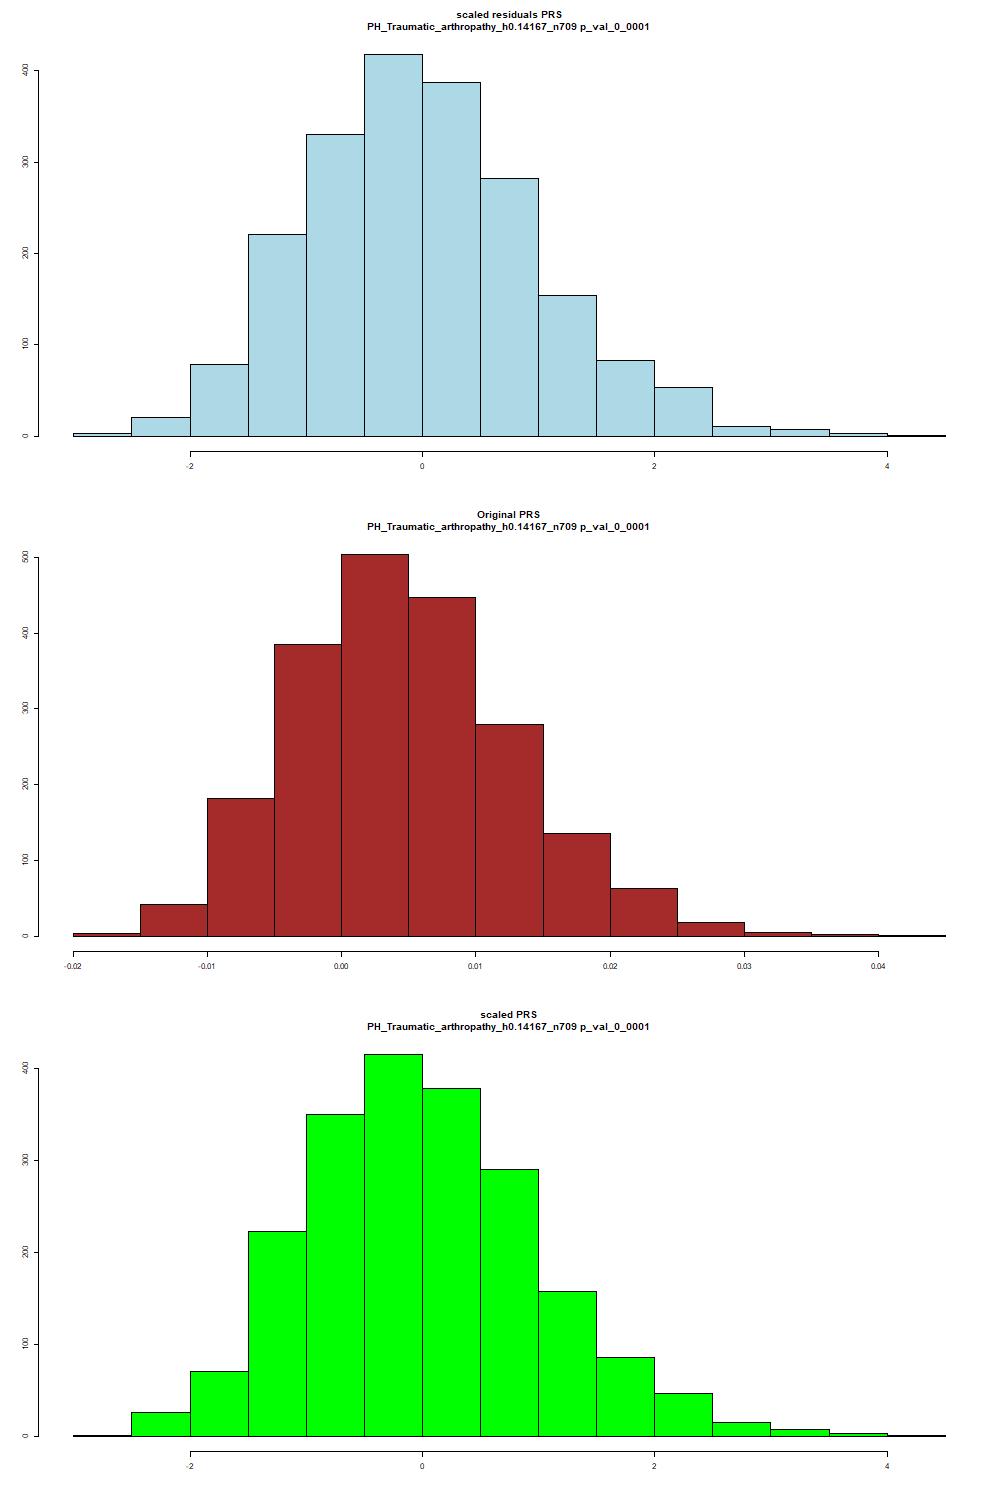 scaled residuals PRS
PH_Traumatic_arthropathy_h0.14167_n709 p_val_0_0001
400
300
200
100
0
-2 0 2 4
Original PRS
PH_Traumatic_arthropathy_h0.14167_n709 p_val_0_0001
500
400
300
200
100
0
-0.02 -0.01 0.00 0.01 0.02 0.03 0.04
scaled PRS
PH_Traumatic_arthropathy_h0.14167_n709 p_val_0_0001
400
300
200
100
0
-2 0 2 4